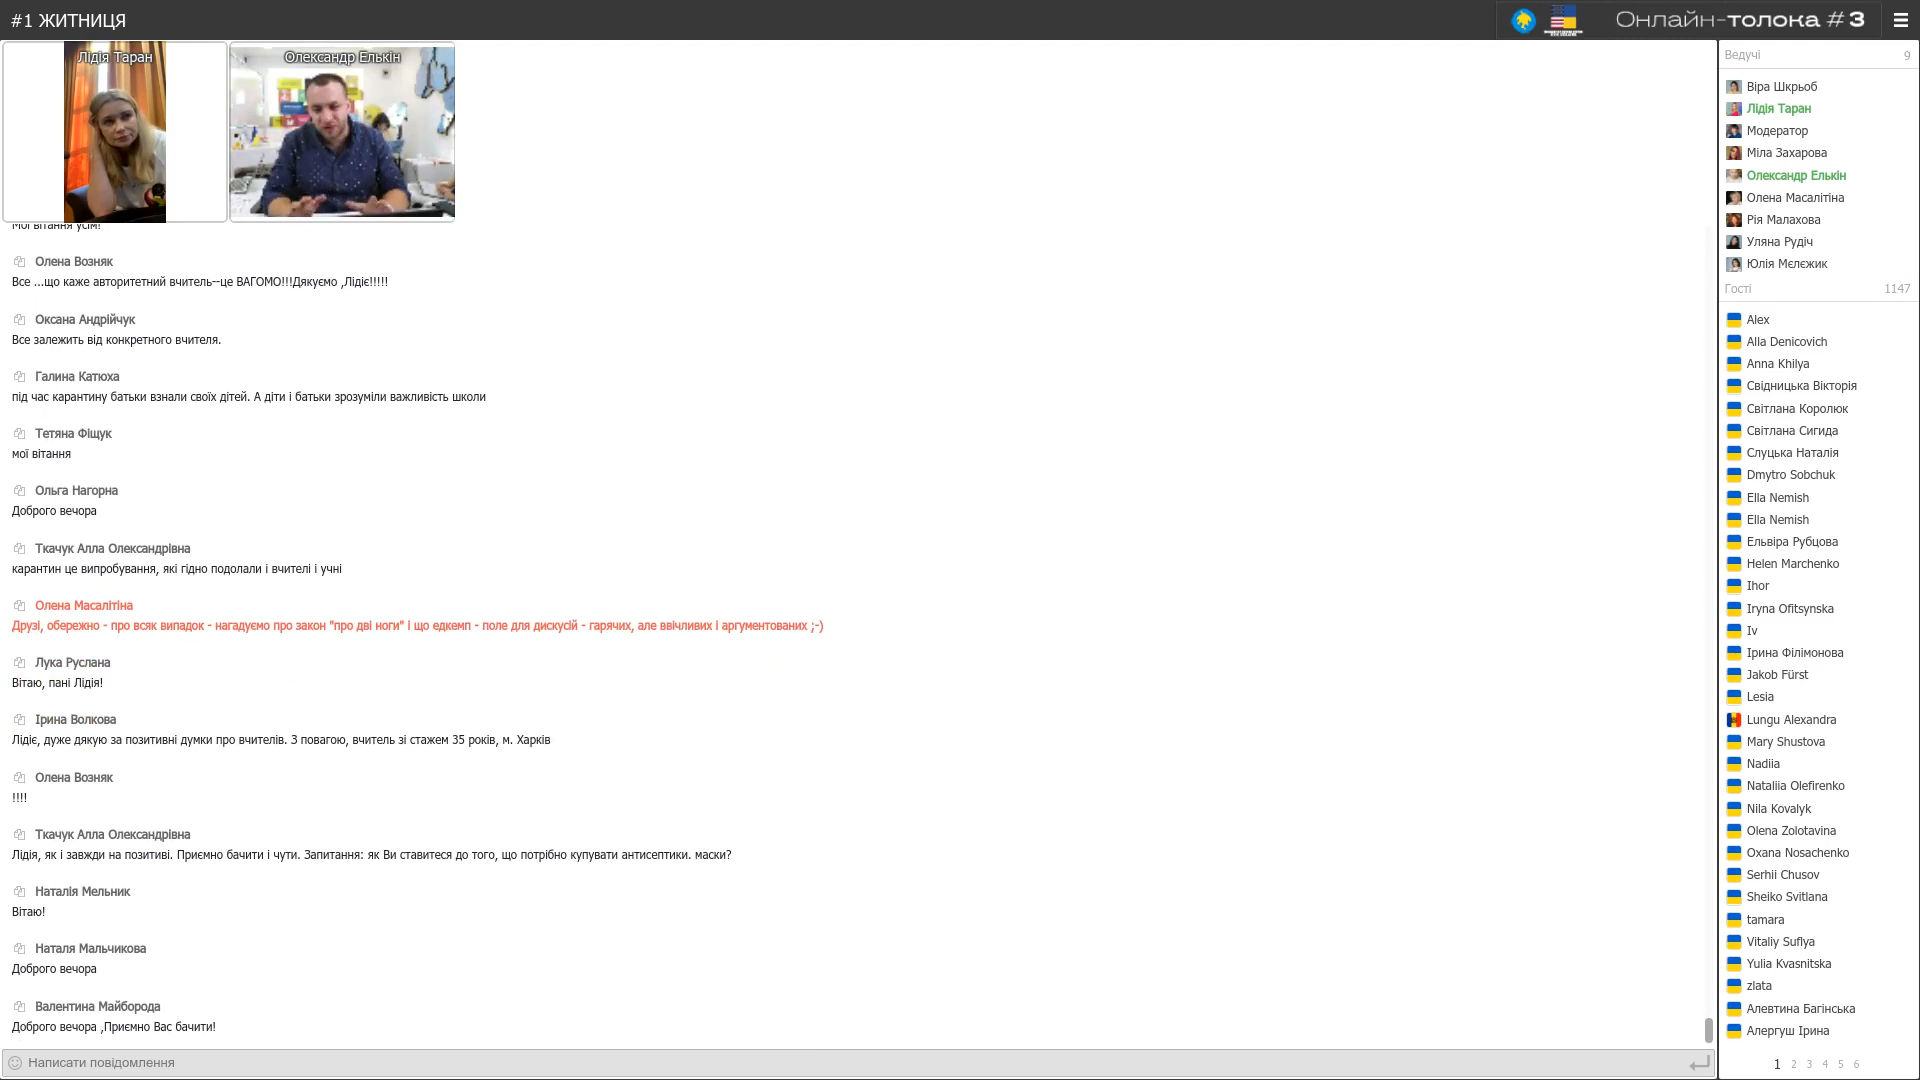 #1 ЖИТНИЦЯ
Онлайн-толока #3
Лідія Таран
Олександр Елькін
Мої вітання усім!
Олена Возняк
Все ...що каже авторитетний вчитель--це ВАГОМО!!!Дякуємо ,Лідіє!!!!!
Оксана Андрійчук
Все залежить від конкретного вчителя.
Галина Катюха
під час карантину батьки взнали своїх дітей. А діти і батьки зрозуміли важливість школи
Тетяна Фіщук
мої вітання
Ольга Нагорна
Доброго вечора
Ткачук Алла Олександрівна
карантин це випробування, які гідно подолали і вчителі і учні
Олена Масалітіна
Друзі, обережно - про всяк випадок - нагадуємо про закон "про дві ноги" і що едкемп - поле для дискусій - гарячих, але ввічливих і аргументованих ;-)
Лука Руслана
Вітаю, пані Лідія!
Ірина Волкова
Лідіє, дуже дякую за позитивні думки про вчителів. З повагою, вчитель зі стажем 35 років, м. Харків
Олена Возняк
!!!!
Ткачук Алла Олександрівна
Лідія, як і завжди на позитиві. Приємно бачити і чути. Запитання: як Ви ставитеся до того, що потрібно купувати антисептики. маски?
Наталія Мельник
Вітаю!
Наталя Мальчикова
Доброго вечора
Валентина Майборода
Доброго вечора ,Приємно Вас бачити!
Написати повідомлення
Ведучі 9
Віра Шкрьоб
Лідія Таран
Модератор
Міла Захарова
Олександр Елькін
Олена Масалітіна
Рія Малахова
Уляна Рудіч
Юлія Мєлєжик
Гості 1147
Alex
Alla Denicovich
Anna Khilya
Свідницька Вікторія
Світлана Королюк
Світлана Сигида
Слуцька Наталія
Dmytro Sobchuk
Ella Nemish
Ella Nemish
Ельвіра Рубцова
Helen Marchenko
Ihor
Iryna Ofitsynska
Iv
Ірина Філімонова
Jakob Fürst
Lesia
Lungu Alexandra
Mary Shustova
Nadiia
Nataliia Olefirenko
Nila Kovalyk
Olena Zolotavina
Oxana Nosachenko
Serhii Chusov
Sheiko Svitlana
tamara
Vitaliy Suflya
Yulia Kvasnitska
zlata
Алевтина Багінська
Алергуш Ірина
1 2 3 4 5 6